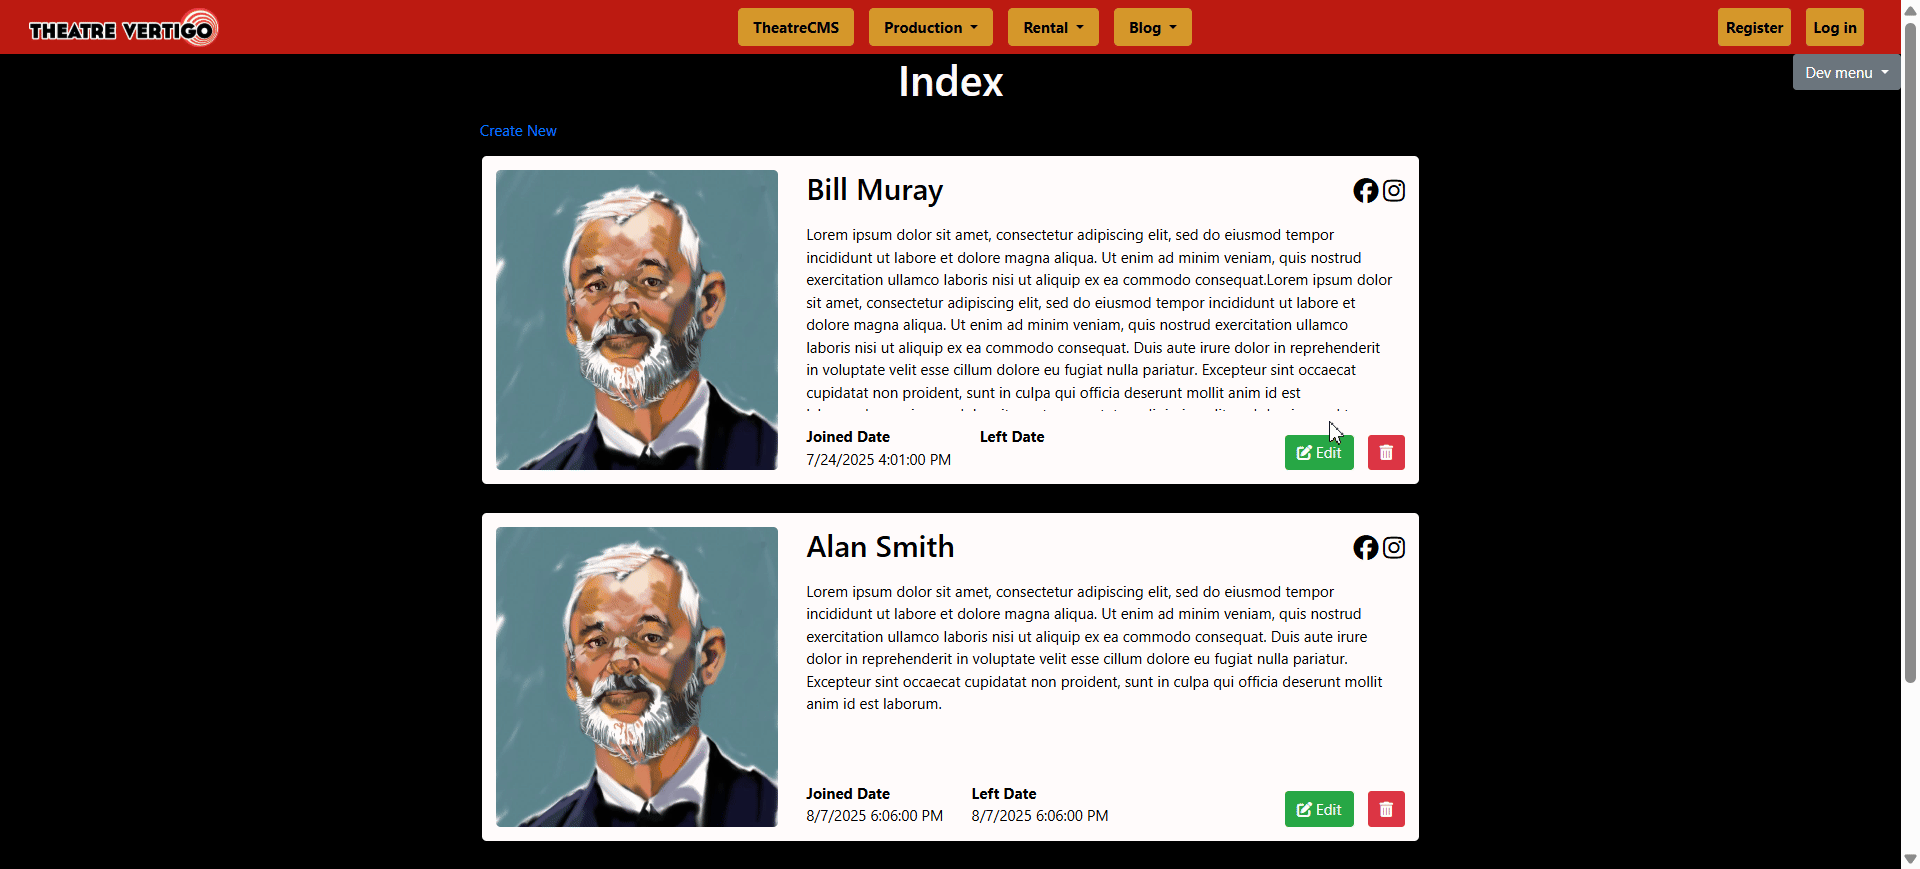 THEATRE VERTIGO
TheatreCMS
Production
Rental
Blog
Register
Log in
Dev menu
Index
Create New
Bill Muray
Lorem ipsum dolor sit amet, consectetur adipiscing elit, sed do eiusmod tempor
incididunt ut labore et dolore magna aliqua. Ut enim ad minim veniam, quis nostrud
exercitation ullamco laboris nisi ut aliquip ex ea commodo consequat.Lorem ipsum dolor
sit amet, consectetur adipiscing elit, sed do eiusmod tempor incididunt ut labore et
dolore magna aliqua. Ut enim ad minim veniam, quis nostrud exercitation ullamco
laboris nisi ut aliquip ex ea commodo consequat. Duis aute irure dolor in reprehenderit
in voluptate velit esse cillum dolore eu fugiat nulla pariatur. Excepteur sint occaecat
cupidatat non proident, sunt in culpa qui officia deserunt mollit anim id est
Joined Date
7/24/2025 4:01:00 PM
Left Date
Edit
Alan Smith
Lorem ipsum dolor sit amet, consectetur adipiscing elit, sed do eiusmod tempor
incididunt ut labore et dolore magna aliqua. Ut enim ad minim veniam, quis nostrud
exercitation ullamco laboris nisi ut aliquip ex ea commodo consequat. Duis aute irure
dolor in reprehenderit in voluptate velit esse cillum dolore eu fugiat nulla pariatur.
Excepteur sint occaecat cupidatat non proident, sunt in culpa qui officia deserunt mollit
anim id est laborum.
Joined Date
8/7/2025 6:06:00 PM
Left Date
8/7/2025 6:06:00 PM
Edit